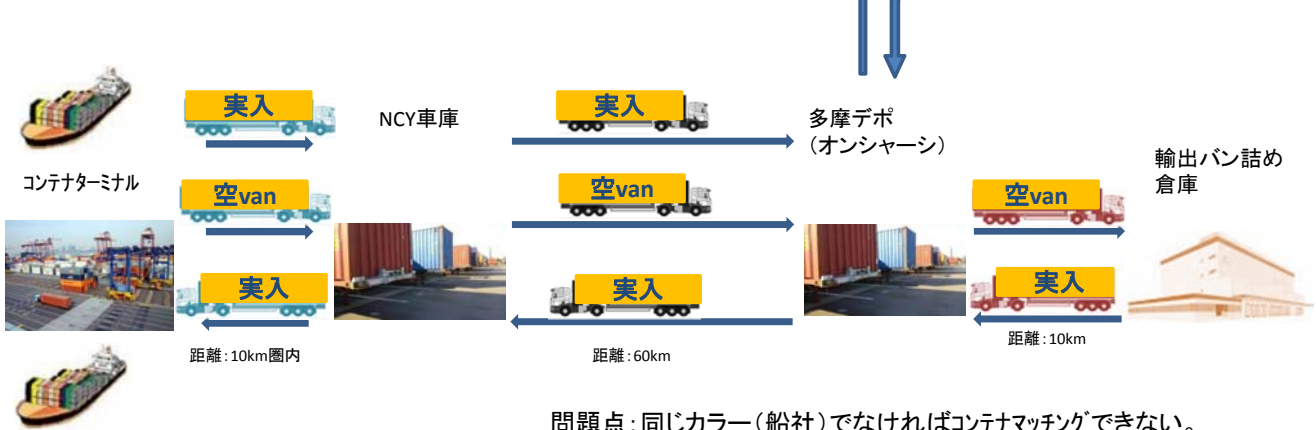 実入
NCY車庫
実入
多摩デポ
(オンシャーシ)
輸出バン詰め
倉庫
コンテナターミナル
空van
空van
空van
実入
実入
実入
距離:10km圏内
距離:60km
距離:10km
問題点:同じカラー(船社)でなければコンテナマッチングできない。